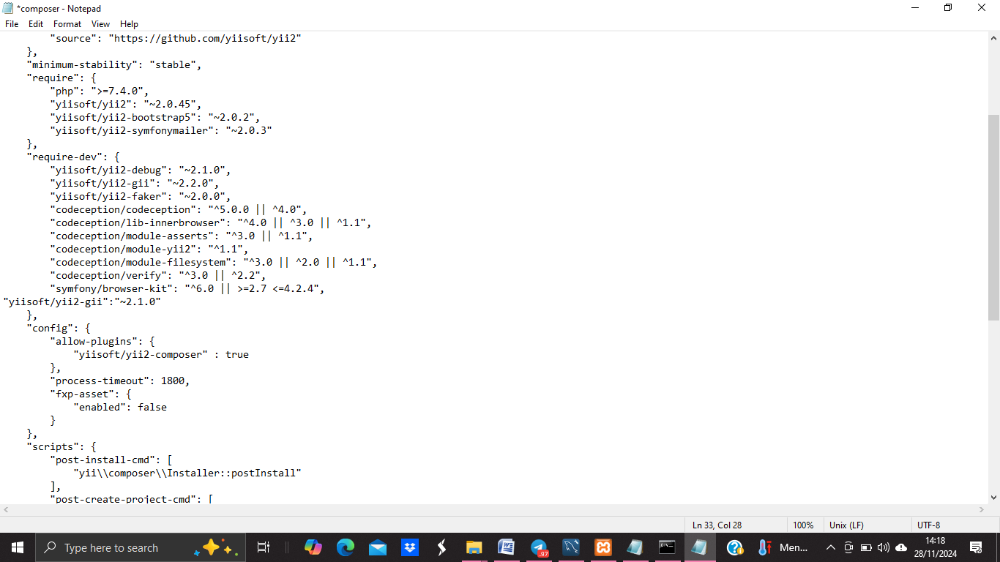 *composer - Notepad
File Edit Format View Help
"source": "https://github.com/yiisoft/yii2"
},
"minimum-stability": "stable",
"require": {
"php": ">=7.4.0",
"yiisoft/yii2": "~2.0.45",
"yiisoft/yii2-bootstrap5": "~2.0.2",
"yiisoft/yii2-symfonymailer": "~2.0.3"
},
"require-dev": {
"yiisoft/yii2-debug": "~2.1.0",
"yiisoft/yii2-gii": "~2.2.0",
"yiisoft/yii2-faker": "~2.0.0",
"codeception/codeception": "^5.0.0 || ^4.0",
"codeception/lib-innerbrowser": "^4.0 || ^3.0 || ^1.1",
"codeception/module-asserts": "^3.0 || ^1.1",
"codeception/module-yii2": "^1.1",
"codeception/module-filesystem": "^3.0 || ^2.0 || ^1.1",
"codeception/verify": "^3.0 || ^2.2",
"symfony/browser-kit": "^6.0 || >=2.7 <=4.2.4",
"yiisoft/yii2-gii":"~2.1.0"
},
"config": {
"allow-plugins": {
"yiisoft/yii2-composer" : true
},
"process-timeout": 1800,
"fxp-asset": {
"enabled": false
}
},
"scripts": {
"post-install-cmd": [
"yii\\composer\\Installer::postInstall"
],
"post-create-project-cmd": [
Ln 33, Col 28 100% Unix (LF) UTF-8
Type here to search
97
Men...
14:18
28/11/2024